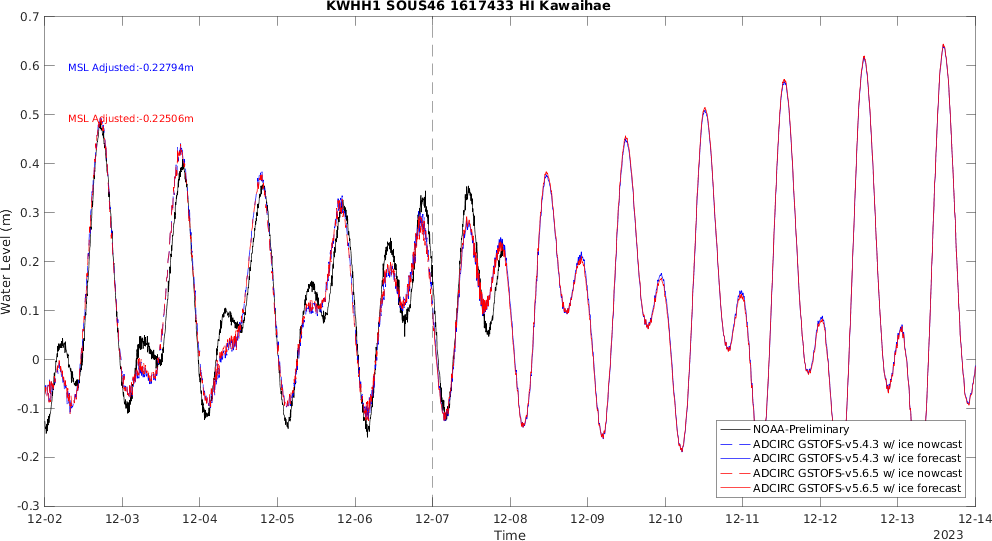 KWHH1 SOUS46 1617433 HI Kawaihae
0.7
0.6
0.5
0.4
0.3
0.2
0.1
0
-0.1
-0.2
-0.3
Water Level (m)
MSL Adjusted:-0.22794m
MSL Adjusted:-0.22506m
NOAA-Preliminary
ADCIRC GSTOFS-v5.4.3 w/ ice nowcast
ADCIRC GSTOFS-v5.4.3 w/ ice forecast
ADCIRC GSTOFS-v5.6.5 w/ ice nowcast
ADCIRC GSTOFS-v5.6.5 w/ ice forecast
12-02 12-03 12-04 12-05 12-06 12-07 12-08 12-09 12-10 12-11 12-12 12-13 12-14
Time
2023